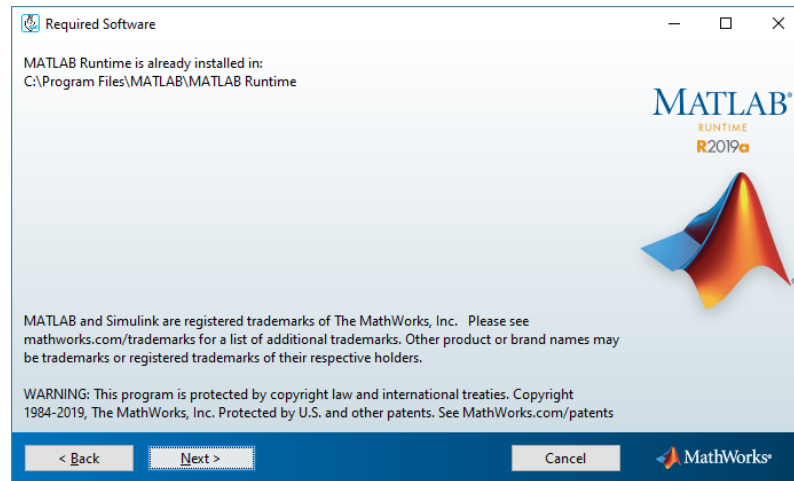 Required Software
MATLAB Runtime is already installed in:
C:\Program Files\MATLAB\MATLAB Runtime
MATLAB®
RUNTIME
R2019a
MATLAB and Simulink are registered trademarks of The MathWorks, Inc.   Please see
mathworks.com/trademarks for a list of additional trademarks. Other product or brand names may
be trademarks or registered trademarks of their respective holders.
WARNING: This program is protected by copyright law and international treaties. Copyright
1984-2019, The MathWorks, Inc. Protected by U.S. and other patents. See MathWorks.com/patents
< Back
Next >
Cancel
MathWorks®